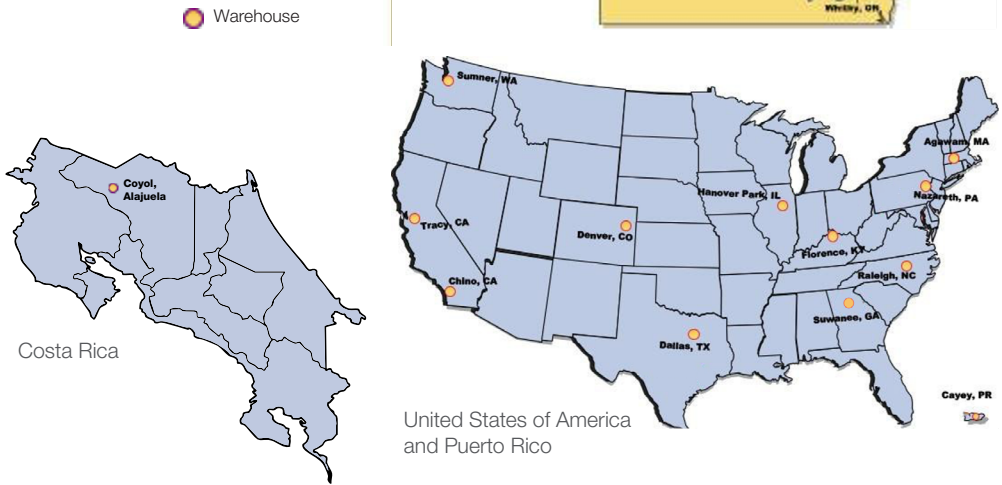 Warehouse
Whitby, ON
Sumner, WA
Agawam, MA
Coyol,
Alajuela
Hanover Park, IL
Nazareth, PA
Tracy, CA
Denver, CO
Florence, KY
Raleigh, NC
Chino, CA
Suwanee, GA
Dallas, TX
Costa Rica
Cayey, PR
United States of America
and Puerto Rico